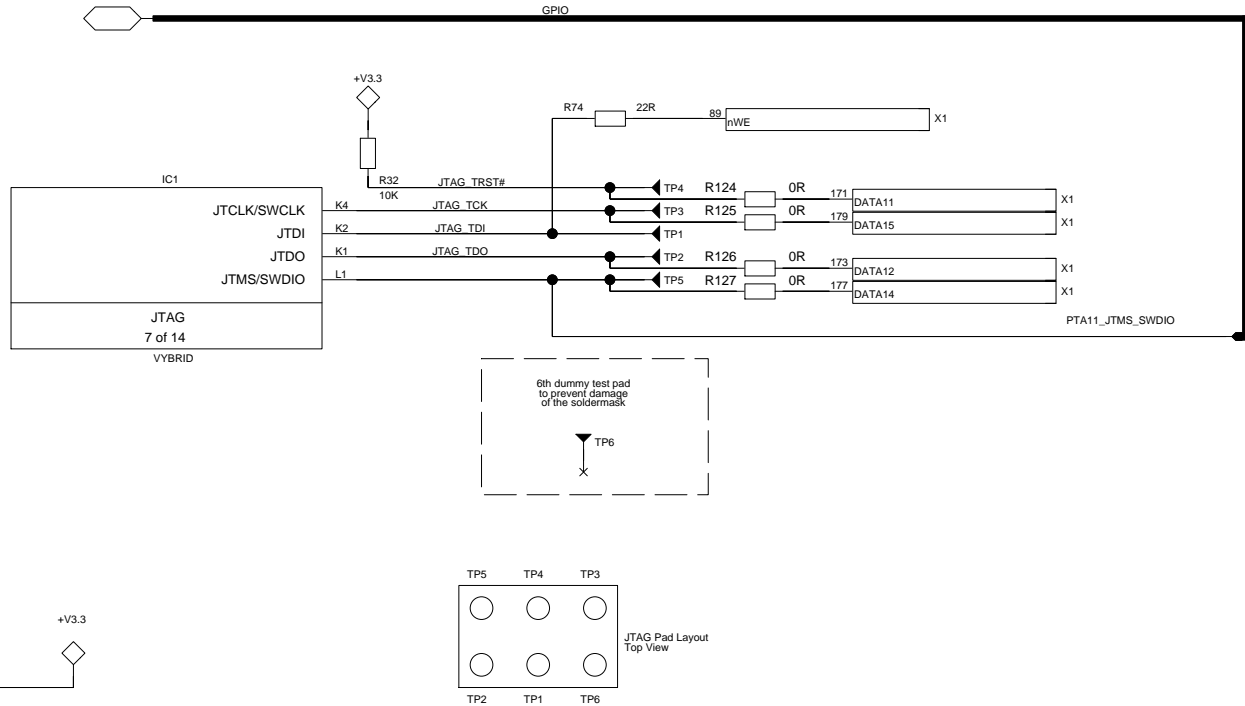 GPIO
+V3.3
R74 22R 89 nWE X1
IC1
R32 JTAG_TRST# TP4 R124 0R 171 DATA11 X1
10K
JTCLK/SWCLK K4 JTAG_TCK TP3 R125 0R 179 DATA15 X1
JTDI K2 JTAG_TDI TP1
JTDO K1 JTAG_TDO TP2 R126 0R 173 DATA12 X1
JTMS/SWDIO L1 TP5 R127 0R 177 DATA14 X1
JTAG
7 of 14
VYBRID
PTA11_JTMS_SWDIO
6th dummy test pad
to prevent damage
of the soldermask
TP6
TP5 TP4 TP3
JTAG Pad Layout
Top View
TP2 TP1 TP6
+V3.3